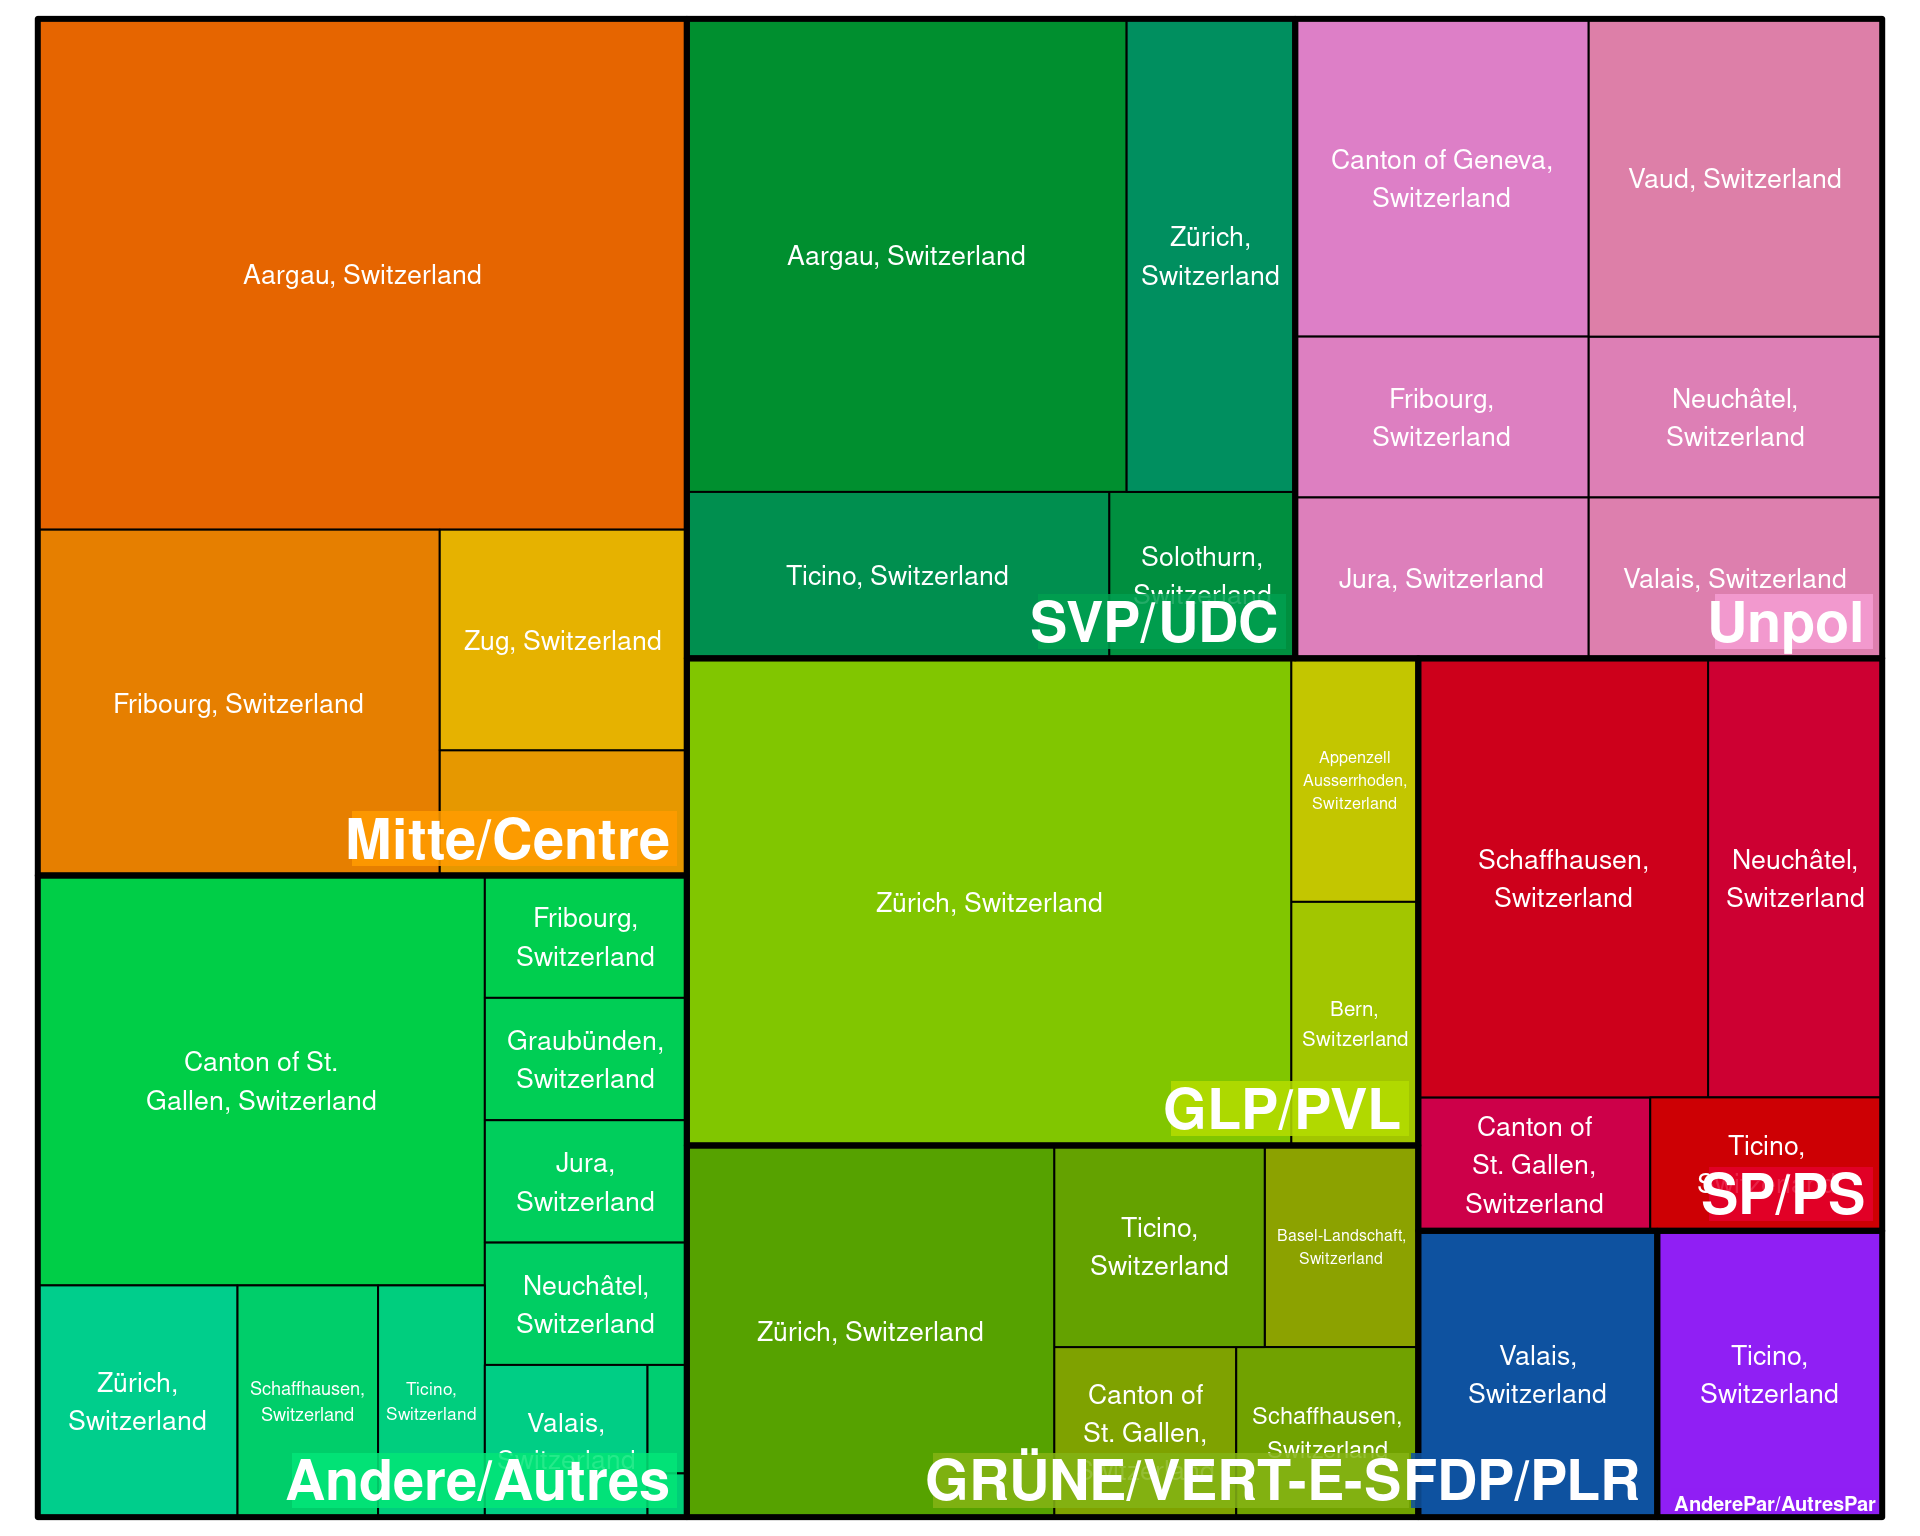 Aargau, Switzerland
Fribourg, Switzerland
Zug, Switzerland
Mitte/Centre
Canton of St.
Gallen, Switzerland
Fribourg,
Switzerland
Graubünden,
Switzerland
Jura,
Switzerland
Neuchâtel,
Switzerland
Zürich,
Switzerland
Schaffhausen,
Switzerland
Ticino,
Switzerland
Valais,
Switzerland
Andere/Autres
Aargau, Switzerland
Zürich,
Switzerland
Ticino, Switzerland
Solothurn,
Switzerland
SVP/UDC
Canton of Geneva,
Switzerland
Vaud, Switzerland
Fribourg,
Switzerland
Neuchâtel,
Switzerland
Jura, Switzerland
Valais, Switzerland
Unpol
Zürich, Switzerland
Appenzell
Ausserrhoden,
Switzerland
Bern,
Switzerland
GLP/PVL
Zürich, Switzerland
Ticino,
Switzerland
Basel-Landschaft,
Switzerland
Canton of
St. Gallen,
Schaffhausen,
Switzerland
GRÜNE/VERT-E-S
Schaffhausen,
Switzerland
Neuchâtel,
Switzerland
Canton of
St. Gallen,
Switzerland
Ticino,
SP/PS
Valais,
Switzerland
FDP/PLR
Ticino,
Switzerland
AnderePar/AutresPar